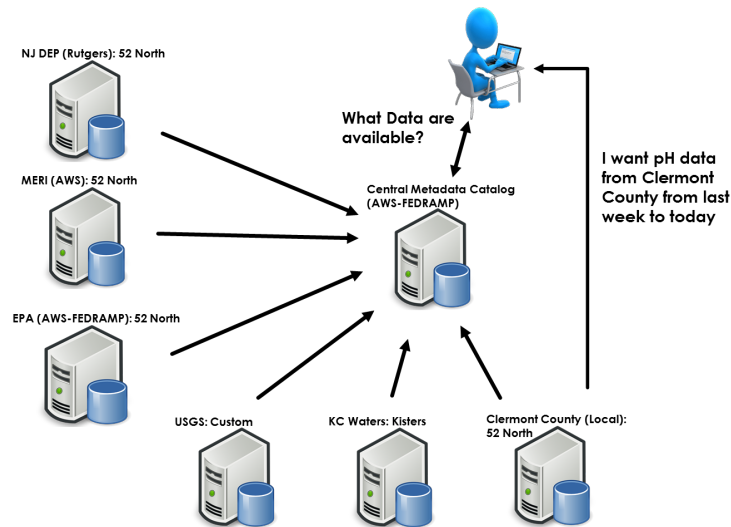 NJ DEP (Rutgers): 52 North
What Data are
available?
I want pH data
from Clermont
County from last
week to today
MERI (AWS): 52 North
Central Metadata Catalog
(AWS-FEDRAMP)
EPA (AWS-FEDRAMP): 52 North
USGS: Custom
KC Waters: Kisters
Clermont County (Local):
52 North